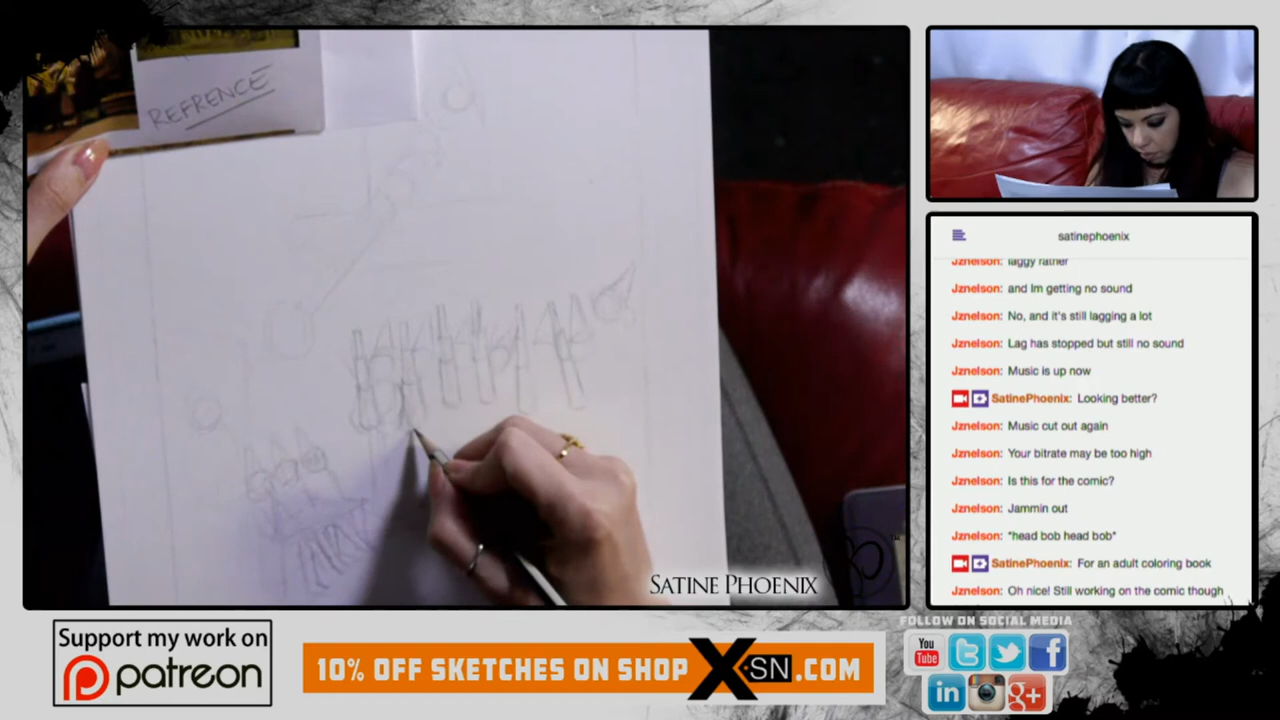 REFRENCE
SATINE PHOENIX
satinephoenix
Jznelson: laggy rather
Jznelson: and Im getting no sound
Jznelson: No, and it's still lagging a lot
Jznelson: Lag has stopped but still no sound
Jznelson: Music is up now
SatinePhoenix: Looking better?
Jznelson: Music cut out again
Jznelson: Your bitrate may be too high
Jznelson: Is this for the comic?
Jznelson: Jammin out
Jznelson: *head bob head bob*
SatinePhoenix: For an adult coloring book
Jznelson: Oh nice! Still working on the comic though
Support my work on
patreon
10% OFF SKETCHES ON SHOP X-SN.COM
FOLLOW ON SOCIAL MEDIA
You
Tube
f
in
g+